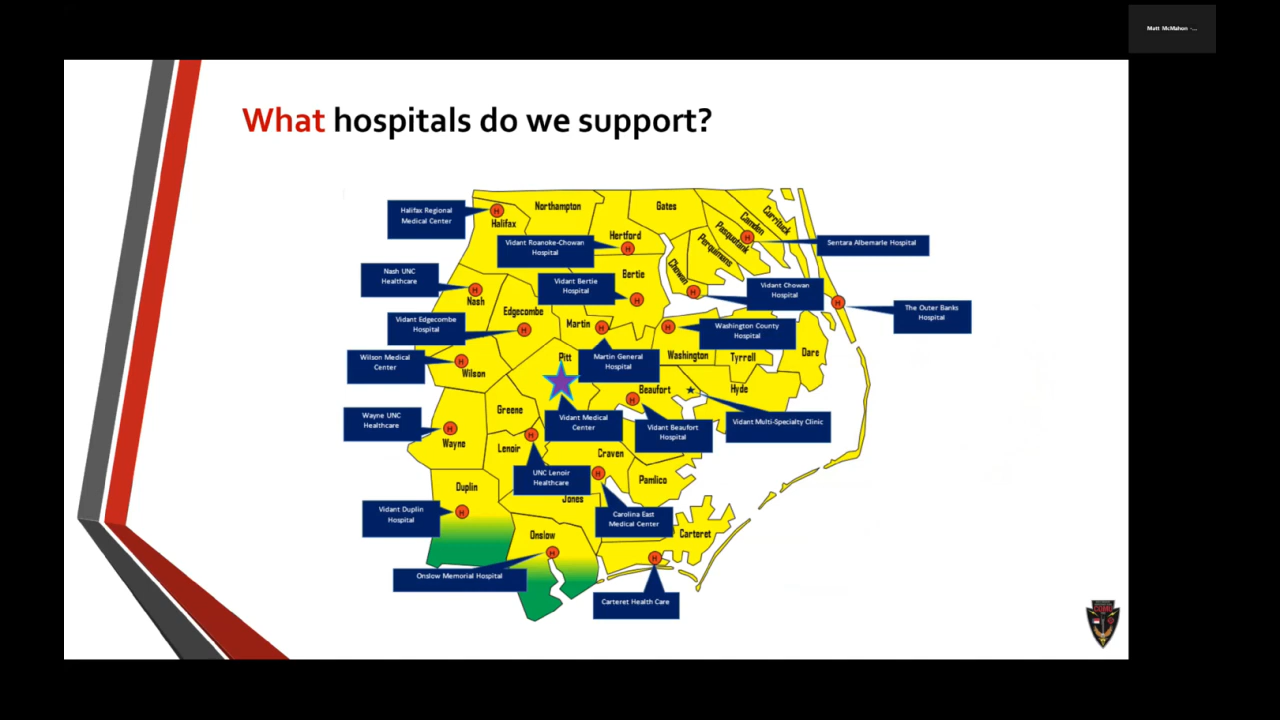 Matt McMahon -...
What hospitals do we support?
Halifax Regional
Medical Center
Halifax
Northampton
Gates
Camden
Currituck
Pasquotank
Perquimans
Hertford
Vidant Roanoke-Chowan
Hospital
Sentara Albemarle Hospital
Nash UNC
Healthcare
Nash
Bertie
Vidant Bertie
Hospital
Chowan
Vidant Chowan
Hospital
The Outer Banks
Hospital
Vidant Edgecombe
Hospital
Edgecombe
Martin
Washington County
Hospital
Wilson Medical
Center
Wilson
Pitt
Martin General
Hospital
Washington
Tyrrell
Dare
Beaufort
Hyde
Wayne UNC
Healthcare
Wayne
Greene
Vidant Medical
Center
Vidant Beaufort
Hospital
Vidant Multi-Specialty Clinic
Lenoir
Craven
UNC Lenoir
Healthcare
Pamlico
Duplin
Jones
Vidant Duplin
Hospital
Carolina East
Medical Center
Onslow
Carteret
Onslow Memorial Hospital
Carteret Health Care